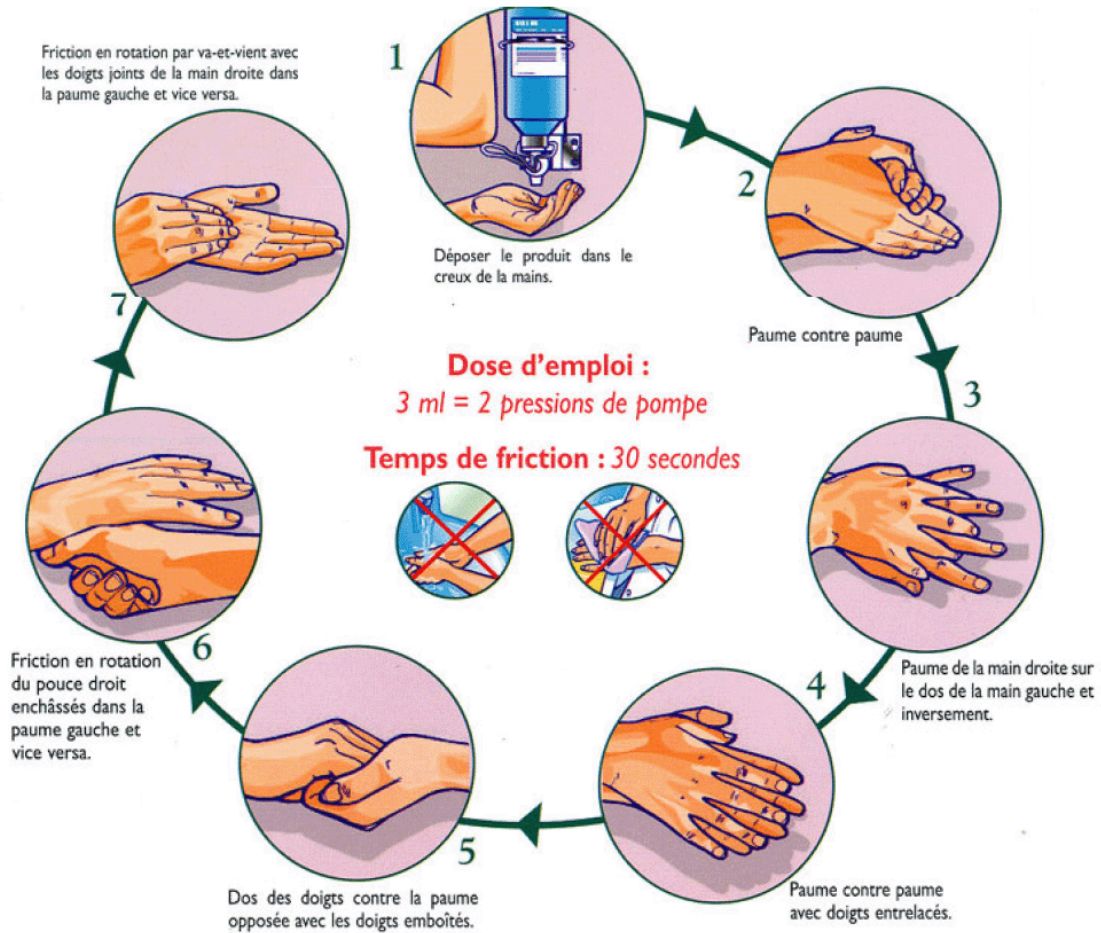 1
Déposer le produit dans le
creux de la mains.
2
Paume contre paume
3
Paume de la main droite sur
le dos de la main gauche et
inversement.
4
Paume contre paume
avec doigts entrelacés.
5
Dos des doigts contre la paume
opposée avec les doigts emboîtés.
6
Friction en rotation
du pouce droit
enchâssés dans la
paume gauche et
vice versa.
7
Friction en rotation par va-et-vient avec
les doigts joints de la main droite dans
la paume gauche et vice versa.
Dose d'emploi :
3 ml = 2 pressions de pompe
Temps de friction : 30 secondes